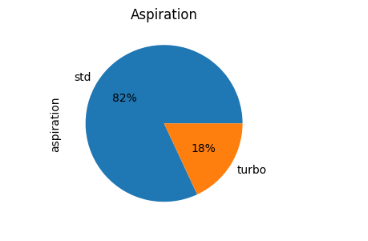 Aspiration
std
82%
aspiration
18%
turbo